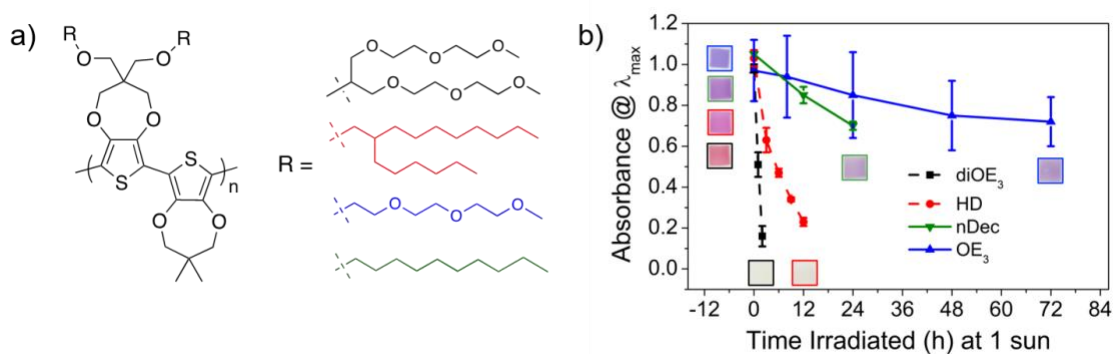 a)
R R
O O
O O
S
S
n
O O
R =
O O O
O O O
O O O
b)
Absorbance @ λmax
1.2
1.0
0.8
0.6
0.4
0.2
0.0
diOE₃
HD
nDec
OE₃
-12 0 12 24 36 48 60 72 84
Time Irradiated (h) at 1 sun